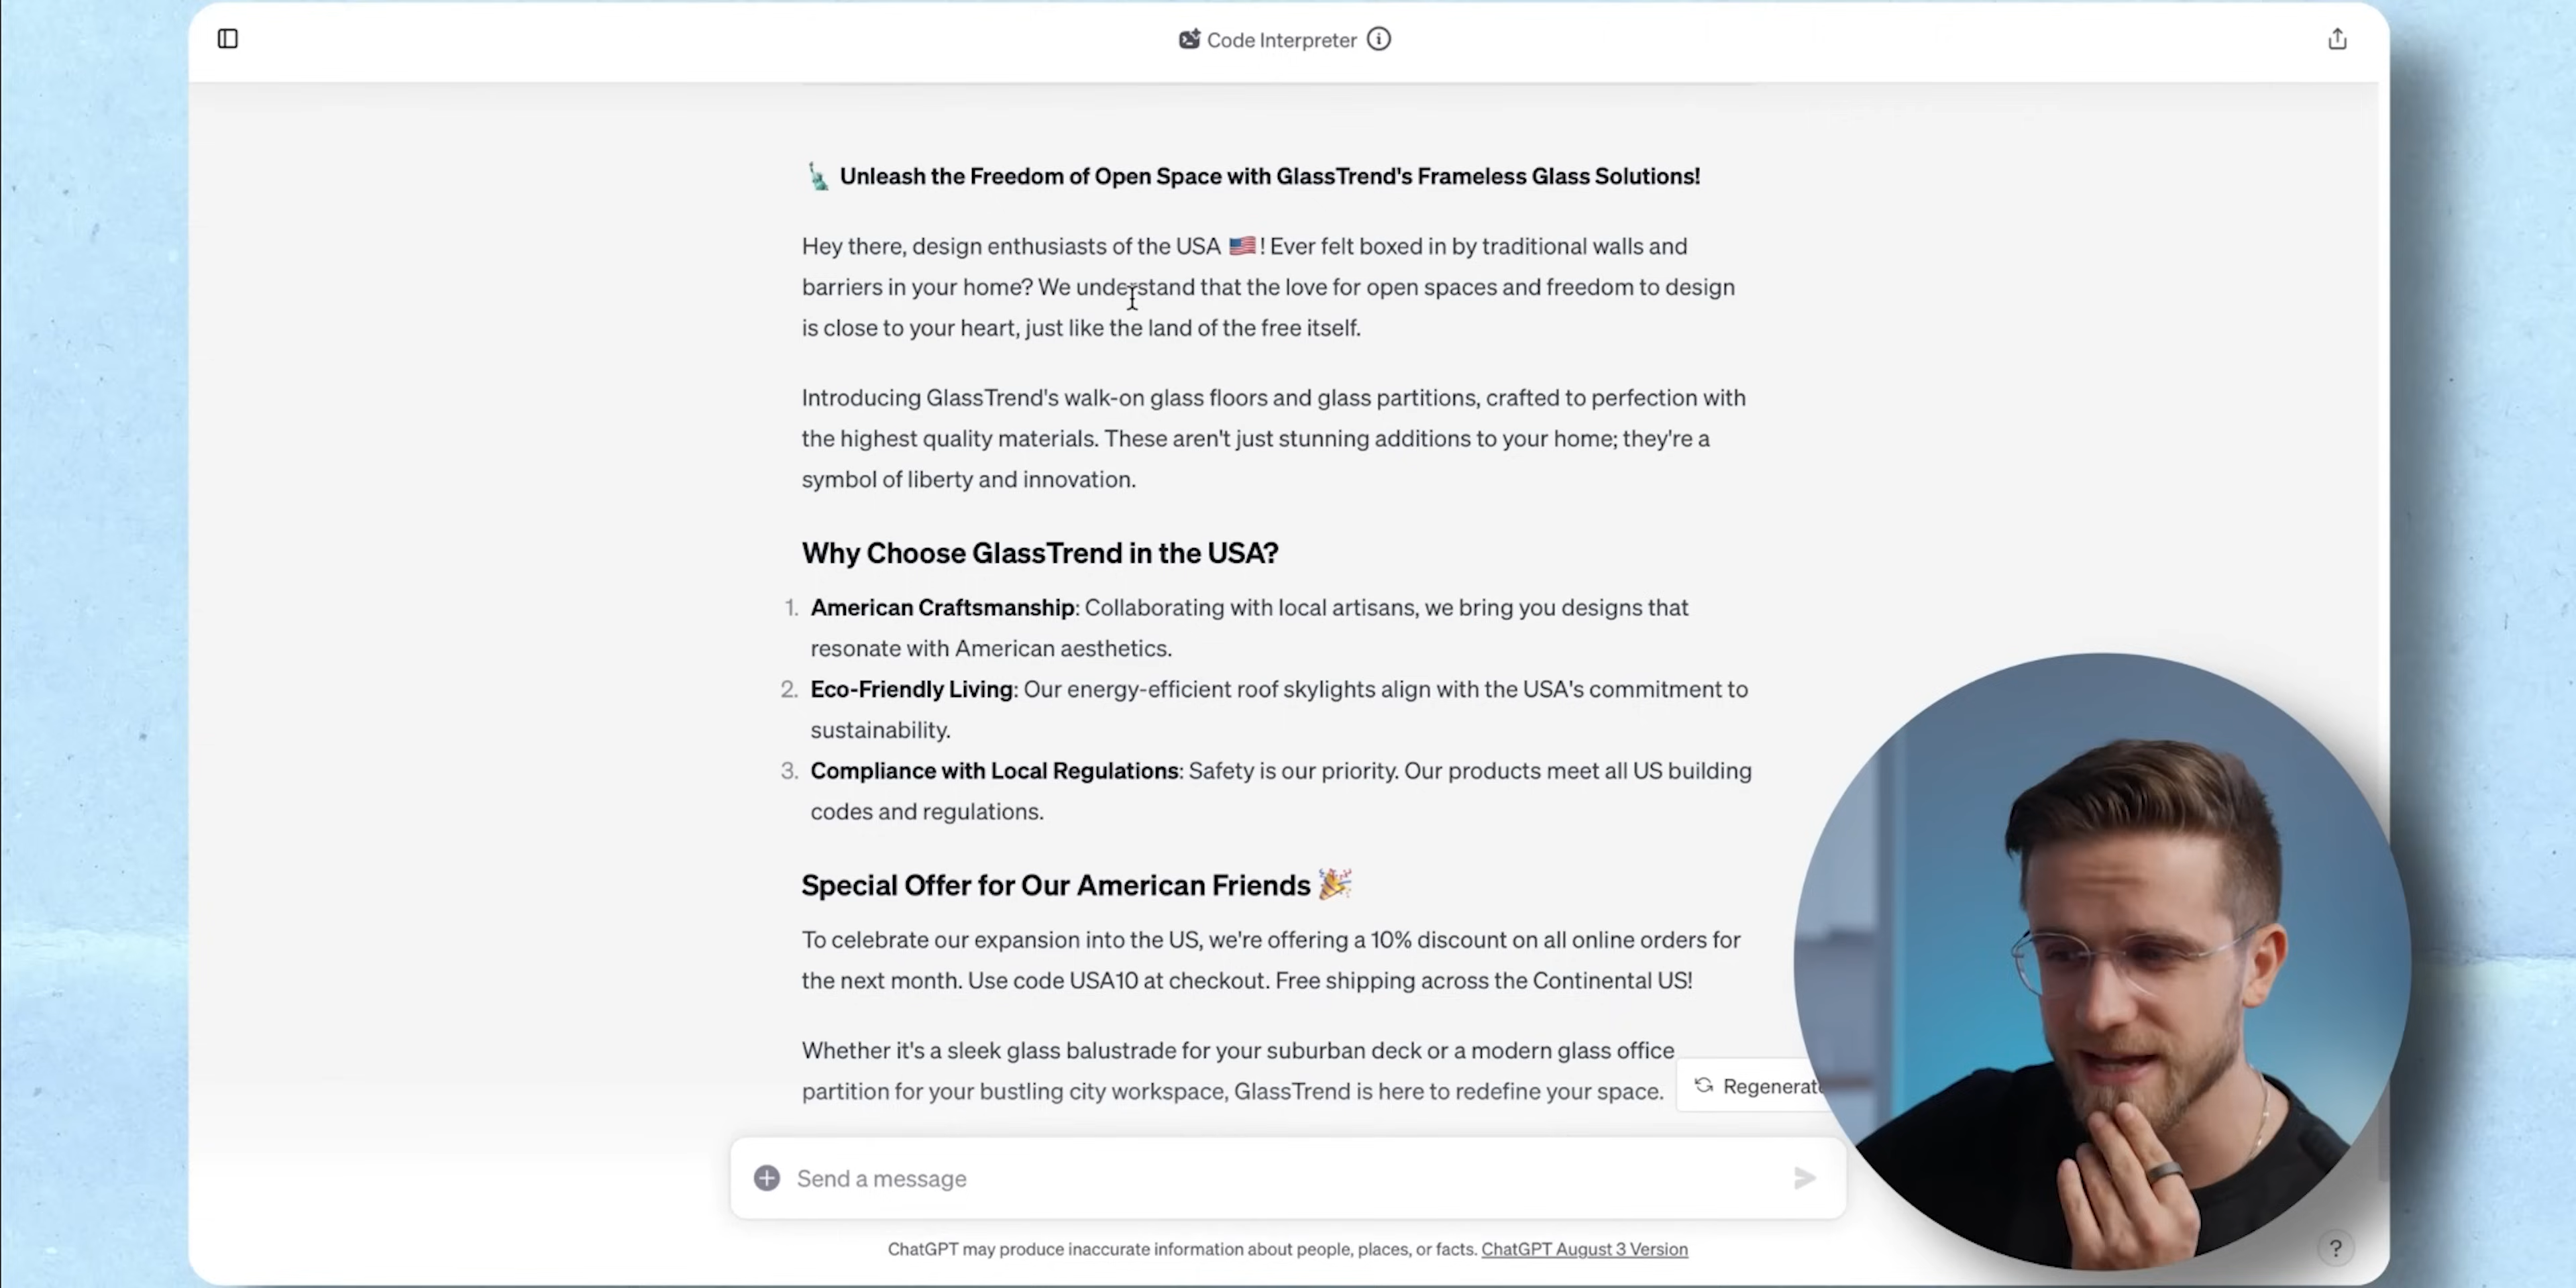 Code Interpreter
🗽 Unleash the Freedom of Open Space with GlassTrend's Frameless Glass Solutions!
Hey there, design enthusiasts of the USA 🇺🇸! Ever felt boxed in by traditional walls and
barriers in your home? We understand that the love for open spaces and freedom to design
is close to your heart, just like the land of the free itself.
Introducing GlassTrend's walk-on glass floors and glass partitions, crafted to perfection with
the highest quality materials. These aren't just stunning additions to your home; they're a
symbol of liberty and innovation.
Why Choose GlassTrend in the USA?
1. American Craftsmanship: Collaborating with local artisans, we bring you designs that
resonate with American aesthetics.
2. Eco-Friendly Living: Our energy-efficient roof skylights align with the USA's commitment to
sustainability.
3. Compliance with Local Regulations: Safety is our priority. Our products meet all US building
codes and regulations.
Special Offer for Our American Friends 🎉
To celebrate our expansion into the US, we're offering a 10% discount on all online orders for
the next month. Use code USA10 at checkout. Free shipping across the Continental US!
Whether it's a sleek glass balustrade for your suburban deck or a modern glass office
partition for your bustling city workspace, GlassTrend is here to redefine your space.
Regenerat
Send a message
ChatGPT may produce inaccurate information about people, places, or facts. ChatGPT August 3 Version
?